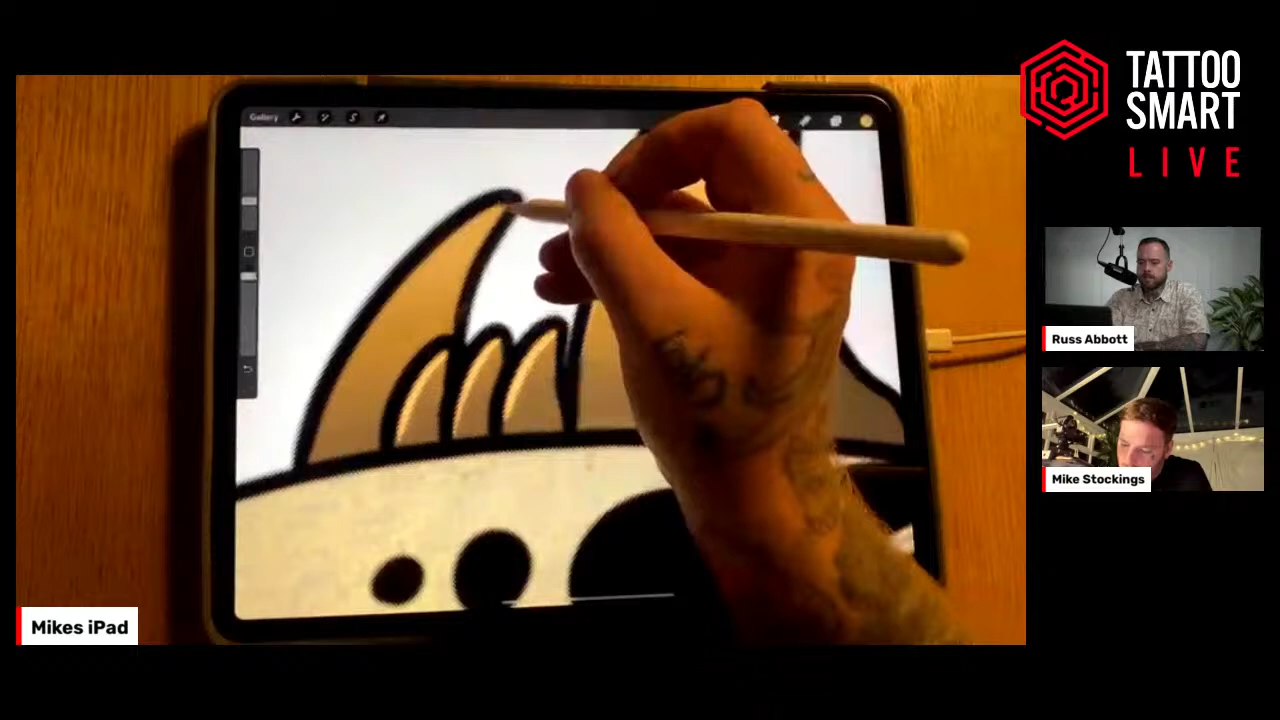 TATTOO
SMART
LIVE
Gallery
Russ Abbott
Mike Stockings
Mikes iPad